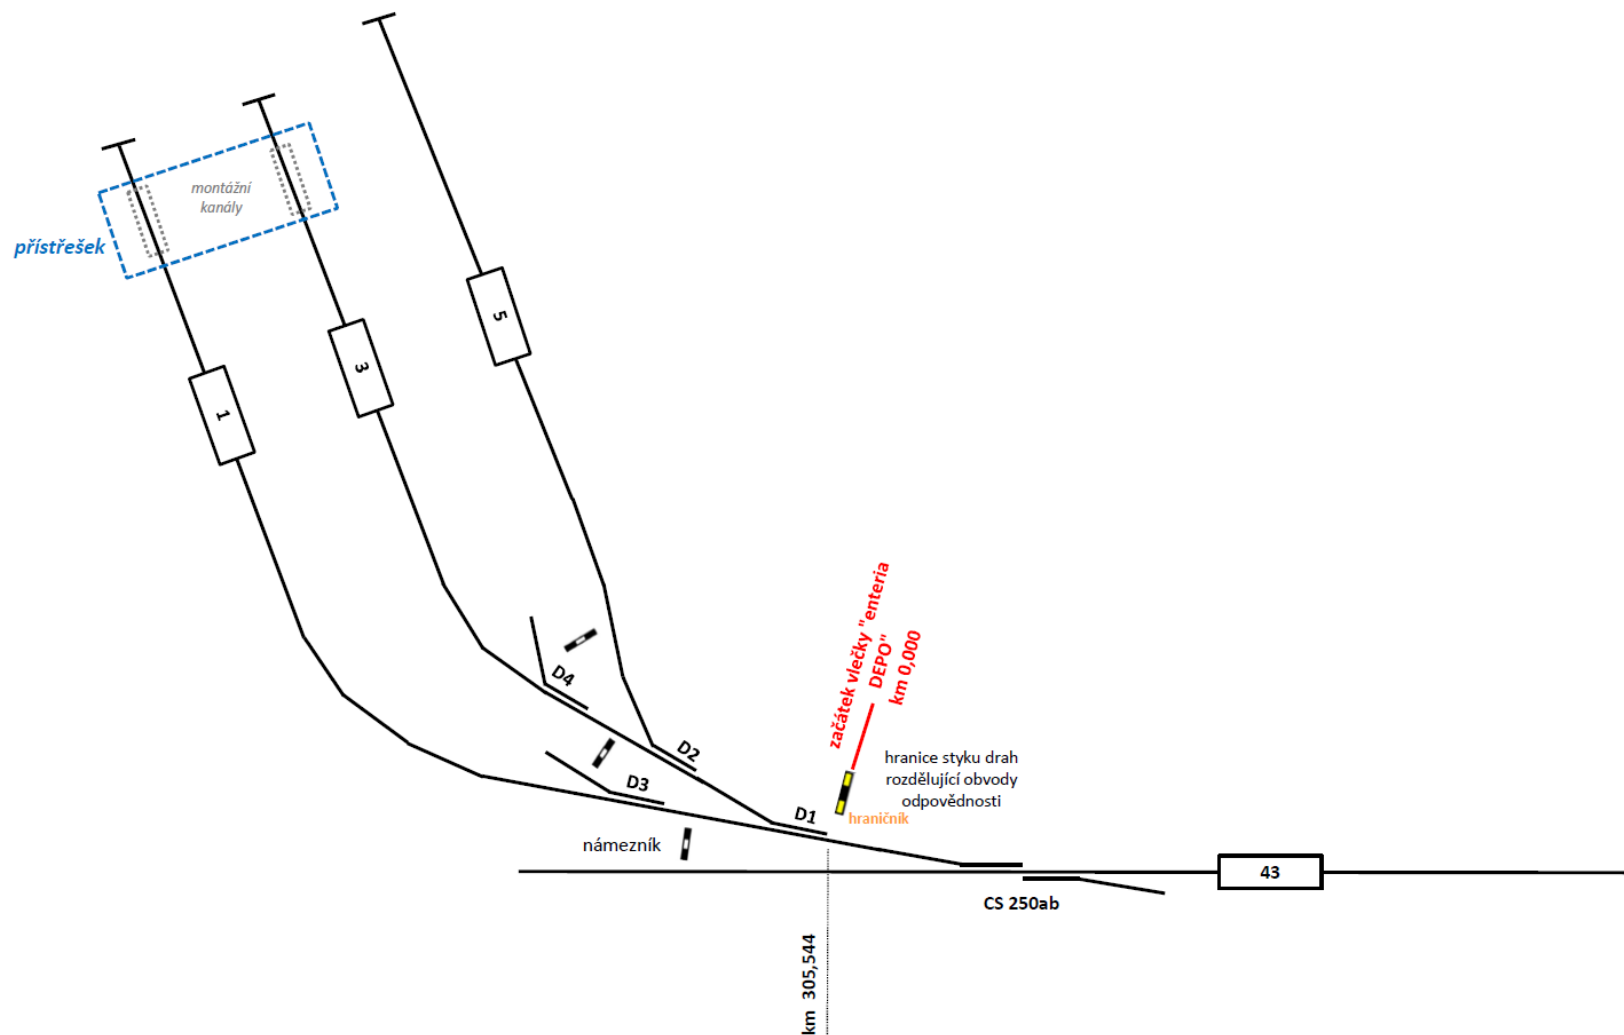 montážní
kanály
přístřešek
5
3
1
začátek vlečky "enteria
DEPO"
km 0,000
D4
D2
D3
D1
hranice styku drah
rozdělující obvody
odpovědnosti
hraničník
námezník
43
CS 250ab
km 305,544